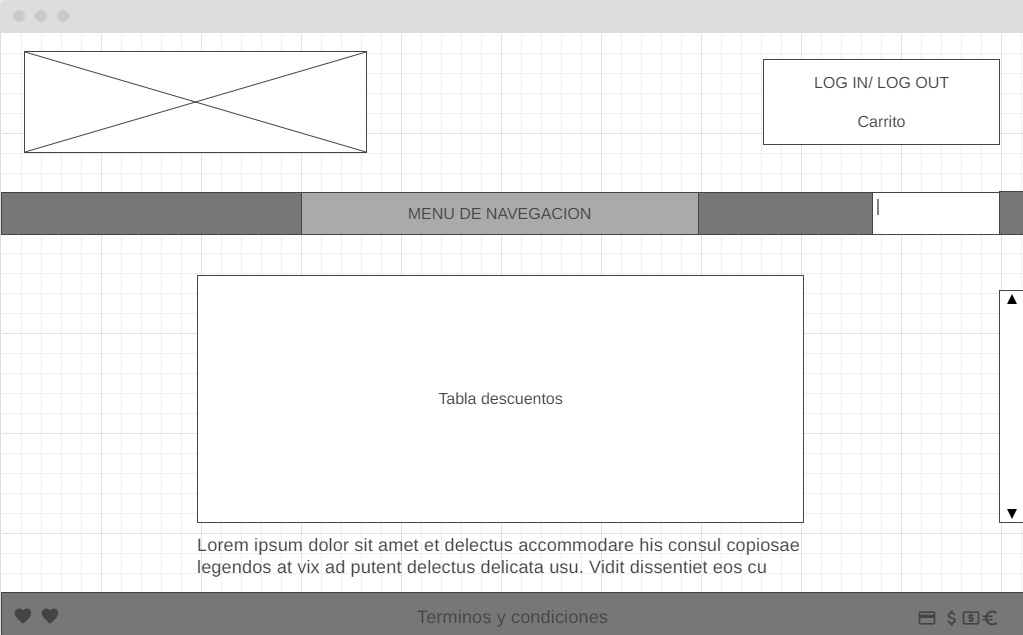 LOG IN/ LOG OUT
Carrito
MENU DE NAVEGACION
Tabla descuentos
Lorem ipsum dolor sit amet et delectus accommodare his consul copiosae
legendos at vix ad putent delectus delicata usu. Vidit dissentiet eos cu
Terminos y condiciones